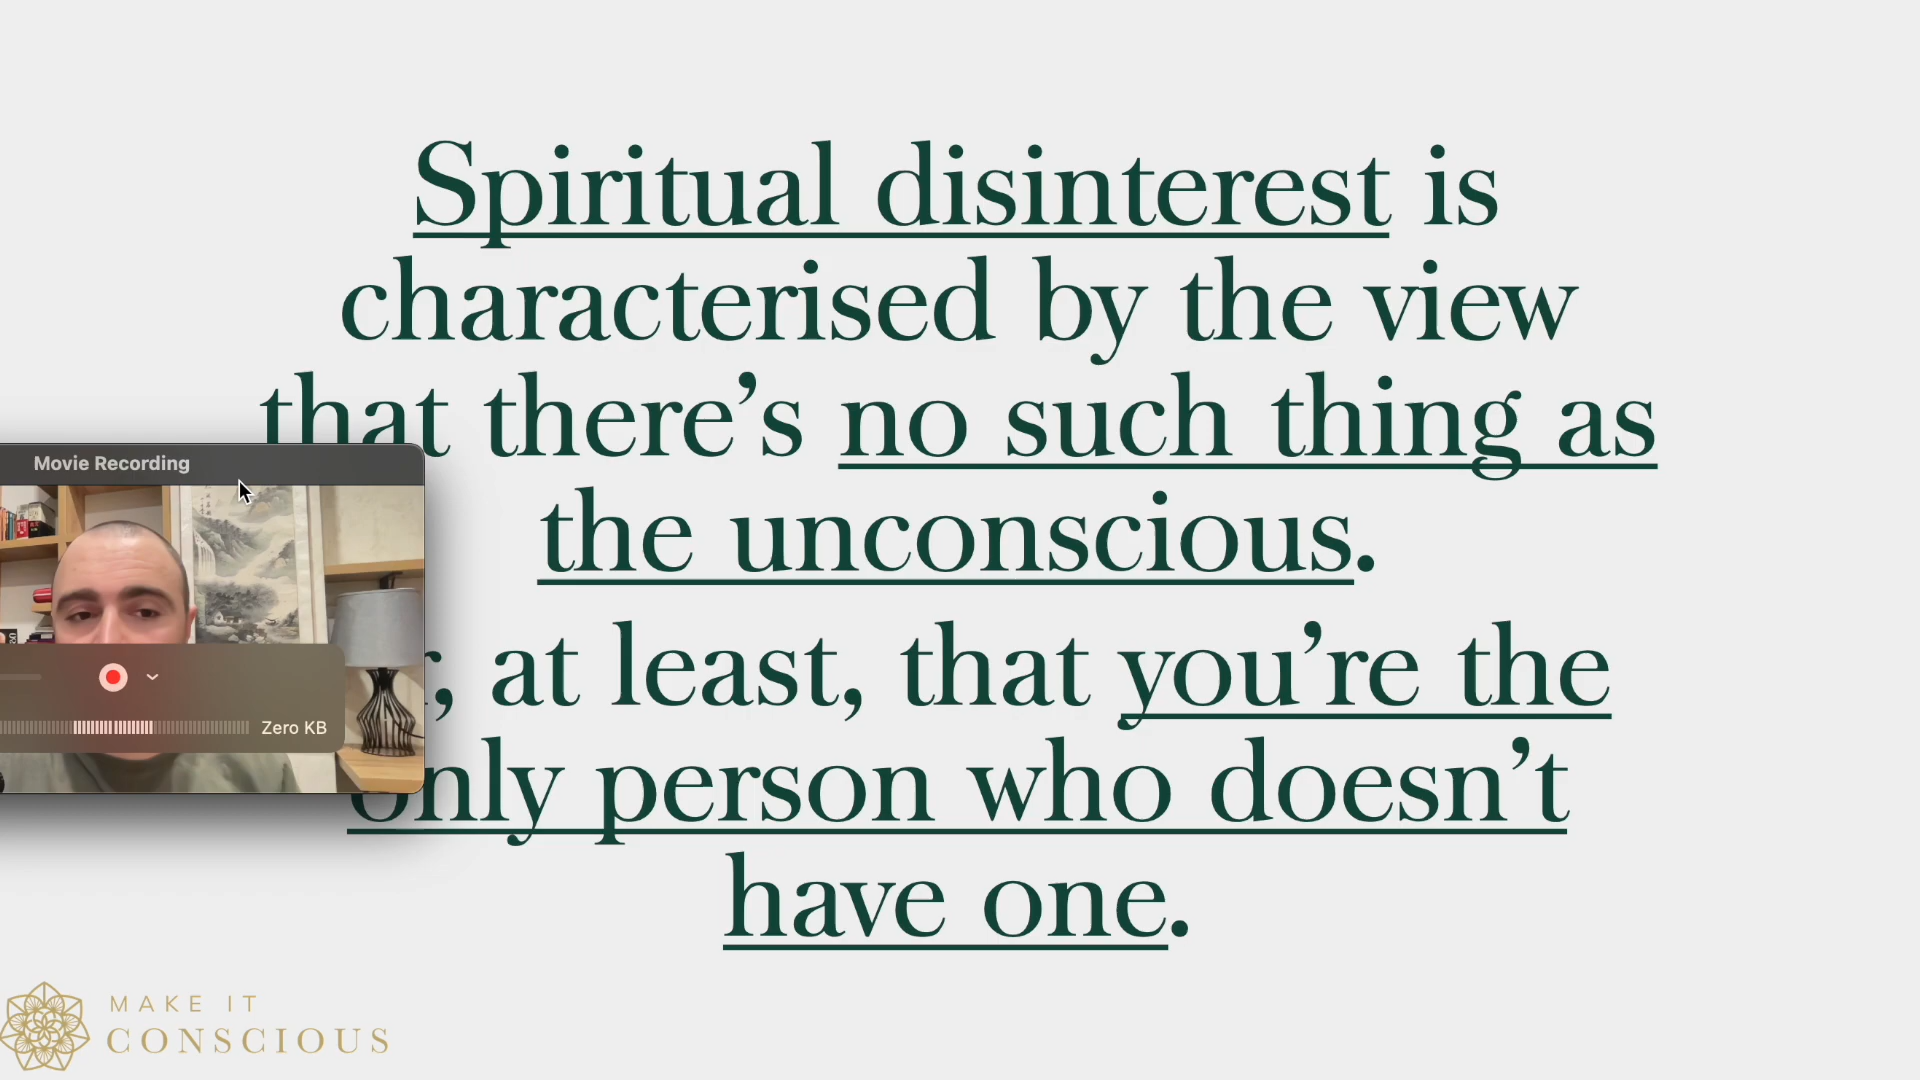 Spiritual disinterest is
characterised by the view
that there’s no such thing as
the unconscious.
, at least, that you’re the
only person who doesn’t
have one.
Movie Recording
Zero KB
MAKE IT
CONSCIOUS